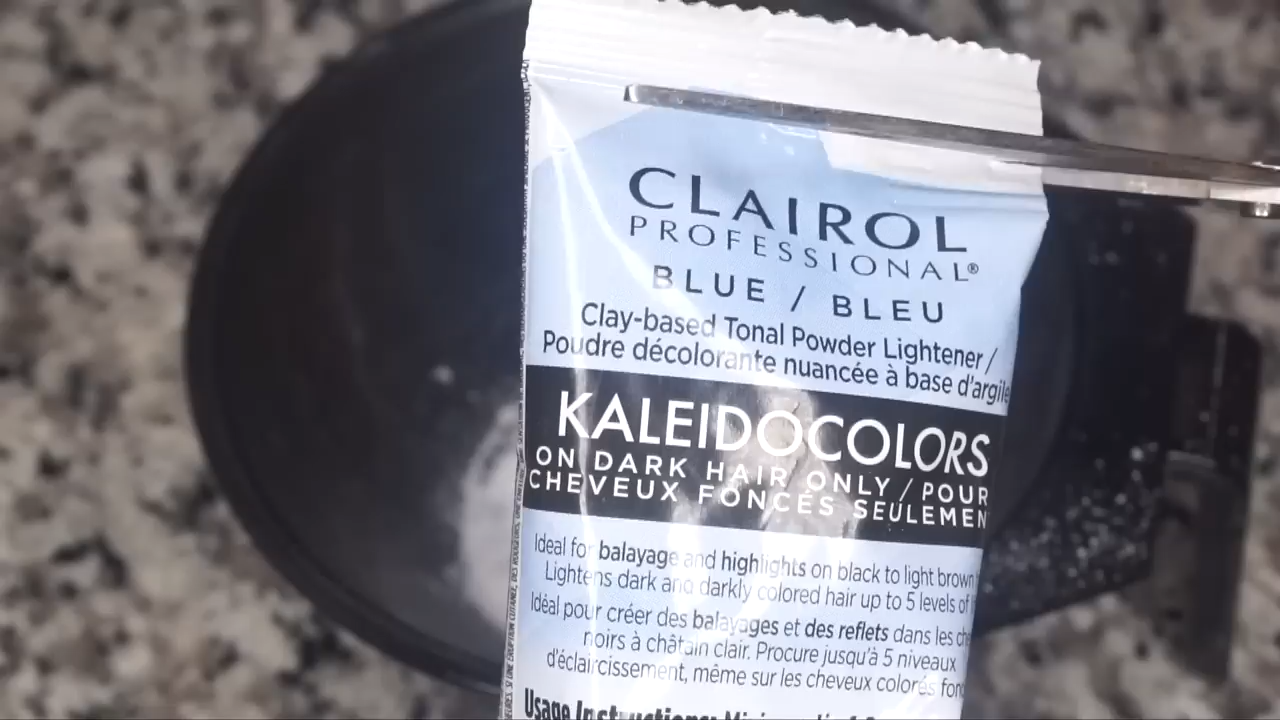 CLAIROL
PROFESSIONAL®
BLUE / BLEU
Clay-based Tonal Powder Lightener /
Poudre décolorante nuancée à base d'argile
KALEIDOCOLORS
ON DARK HAIR ONLY / POUR
CHEVEUX FONCÉS SEULEMEN
Ideal for balayage and highlights on black to light brown
Lightens dark and darkly colored hair up to 5 levels of
Idéal pour créer des balayages et des reflets dans les che
noirs à châtain clair. Procure jusqu'à 5 niveaux
d'éclaircissement, même sur les cheveux colorés fon
Usage Instructions: